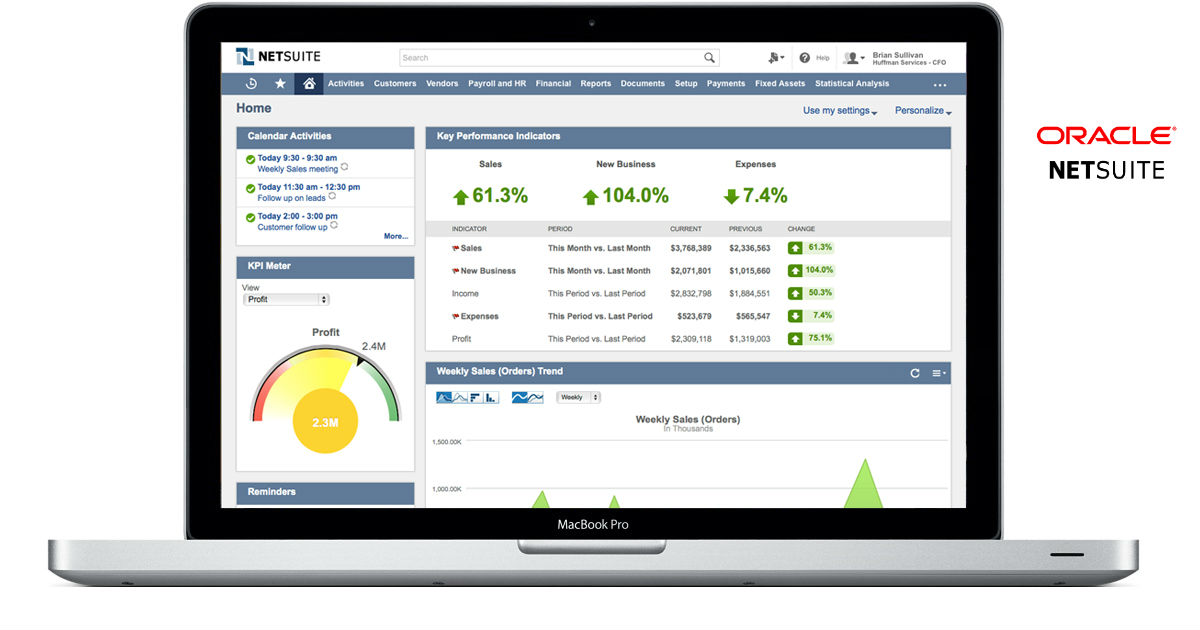 NETSUITE
Search
Help
Brian Sullivan
Huffman Services - CFO
Activities Customers Vendors Payroll and HR Financial Reports Documents Setup Payments Fixed Assets Statistical Analysis
Home
Use my settings
Personalize
Calendar Activities
Today 9:30 - 9:30 am
Weekly Sales meeting
Today 11:30 am - 12:30 pm
Follow up on leads
Today 2:00 - 3:00 pm
Customer follow up
More...
KPI Meter
View
Profit
Profit
2.4M
2.3M
Reminders
Key Performance Indicators
Sales New Business Expenses
61.3% 104.0% 7.4%
INDICATOR PERIOD CURRENT PREVIOUS CHANGE
Sales This Month vs. Last Month $3,768,389 $2,336,563 61.3%
New Business This Month vs. Last Month $2,071,801 $1,015,660 104.0%
Income This Period vs. Last Period $2,832,798 $1,884,551 50.3%
Expenses This Period vs. Last Period $523,679 $565,547 7.4%
Profit This Period vs. Last Period $2,309,118 $1,319,003 75.1%
Weekly Sales (Orders) Trend
Weekly
Weekly Sales (Orders)
In Thousands
1,500.00K
1,000.00K
MacBook Pro
ORACLE®
NETSUITE